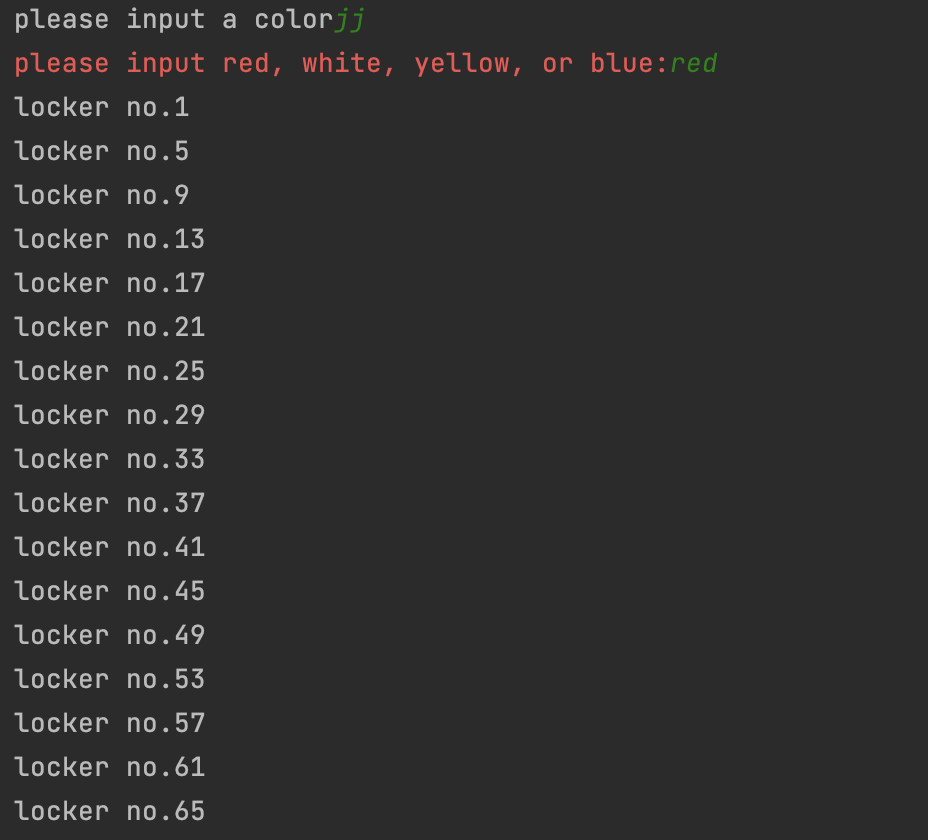 please input a colorjj
please input red, white, yellow, or blue:red
locker no.1
locker no.5
locker no.9
locker no.13
locker no.17
locker no.21
locker no.25
locker no.29
locker no.33
locker no.37
locker no.41
locker no.45
locker no.49
locker no.53
locker no.57
locker no.61
locker no.65